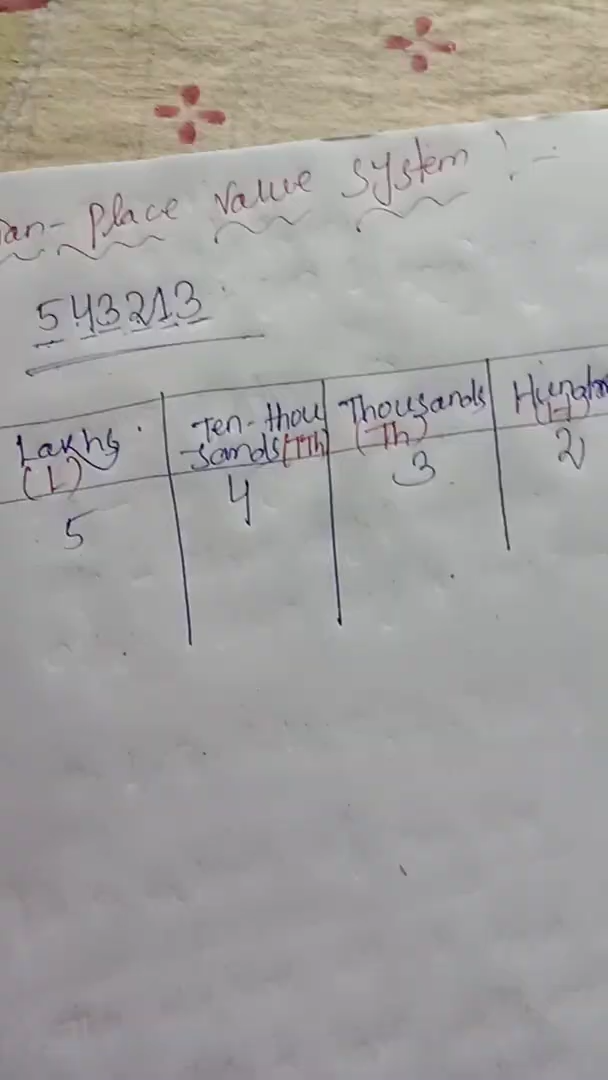 Place value system :-
543213
Lakhs Ten-thou Thousands
(L) sands(TTh) (Th) (H)
5 4 3 2